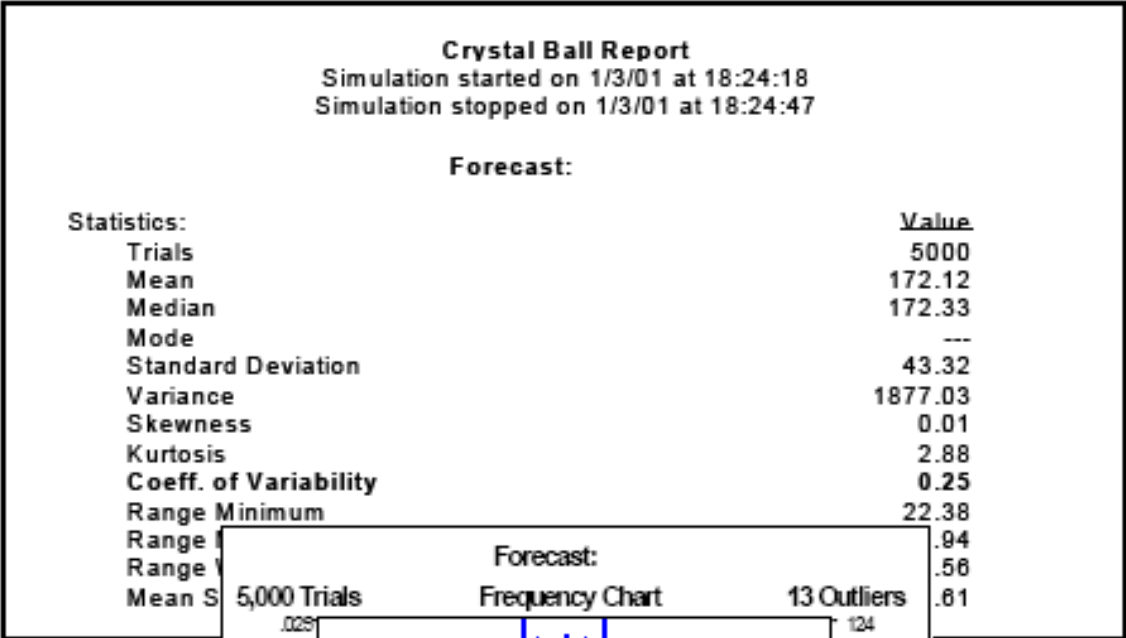 Crystal Ball Report
Simulation started on 1/3/01 at 18:24:18
Simulation stopped on 1/3/01 at 18:24:47
Forecast:
Statistics: Value
Trials 5000
Mean 172.12
Median 172.33
Mode ---
Standard Deviation 43.32
Variance 1877.03
Skewness 0.01
Kurtosis 2.88
Coeff. of Variability 0.25
Range Minimum 22.38
Range .94
Range .56
Mean S .61
Forecast:
5,000 Trials Frequency Chart 13 Outliers
.025 124